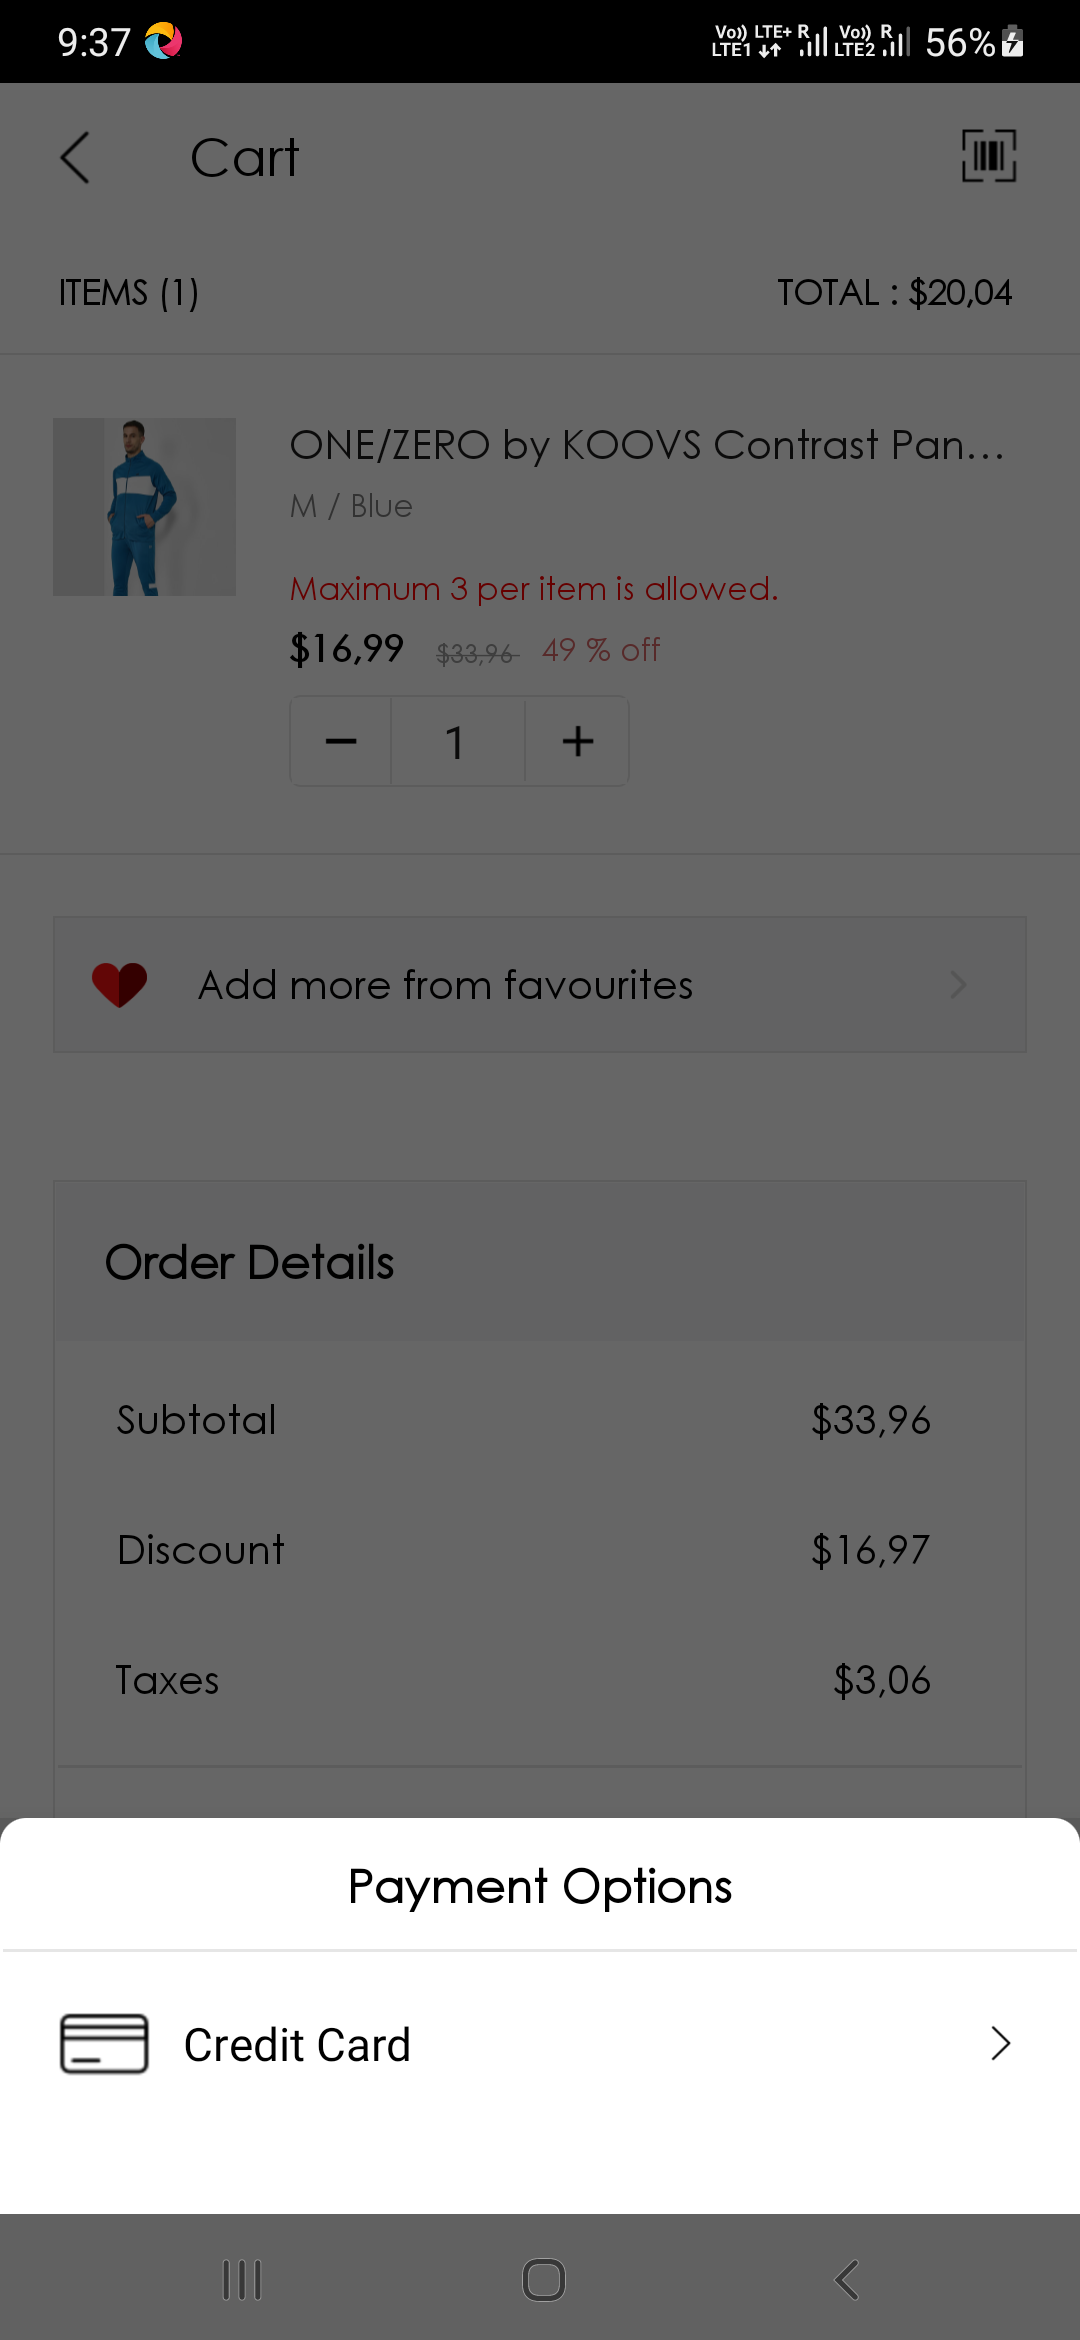 9:37
Vo)) LTE+ R Vo)) R 56%
LTE1 LTE2
Cart
ITEMS (1) TOTAL : $20,04
ONE/ZERO by KOOVS Contrast Pan...
M / Blue
Maximum 3 per item is allowed.
$16,99 $33,96 49 % off
1
Add more from favourites
Order Details
Subtotal $33,96
Discount $16,97
Taxes $3,06
Payment Options
Credit Card